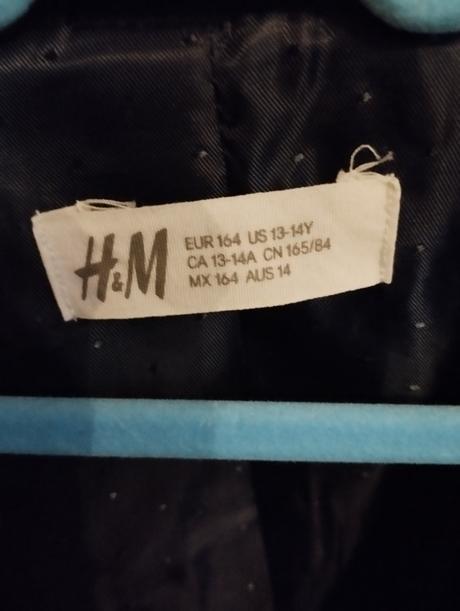 H&M
EUR 164 US 13-14Y
CA 13-14A CN 165/84
MX 164 AUS 14